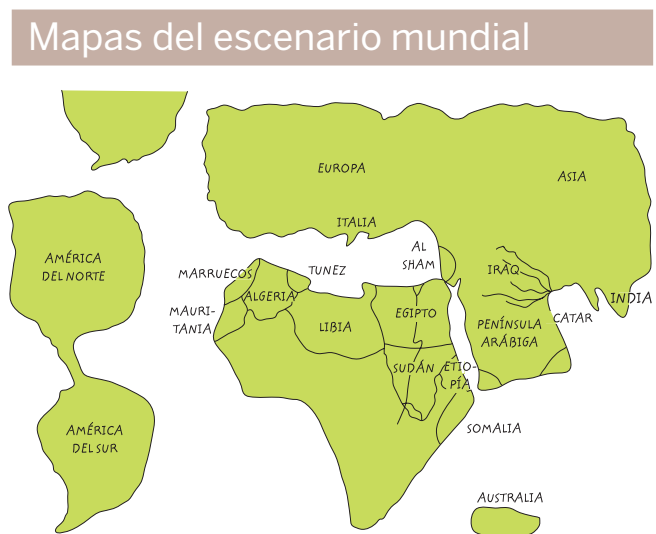 Mapas del escenario mundial
EUROPA
ASIA
ITALIA
AMÉRICA
DEL NORTE
MARRUECOS
TUNEZ
AL
SHAM
IRÀQ
ALGERIA
MAURI-
TANIA
LIBIA
EGIPTO
PENÍNSULA
ARÁBIGA
CATAR
INDIA
SUDÁN
ETIO-
PÍA
SOMALIA
AMÉRICA
DEL SUR
AUSTRALIA